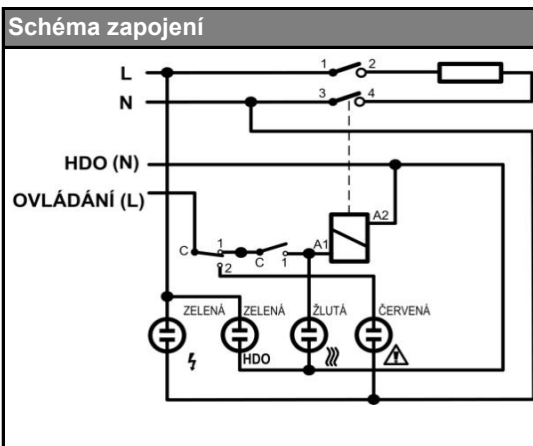 Schéma zapojení
L
1 2
N
3 4
HDO (N)
OVLÁDÁNÍ (L)
A2
C 1 C 1 A1
2
ZELENÁ ZELENÁ ŽLUTÁ ČERVENÁ
HDO